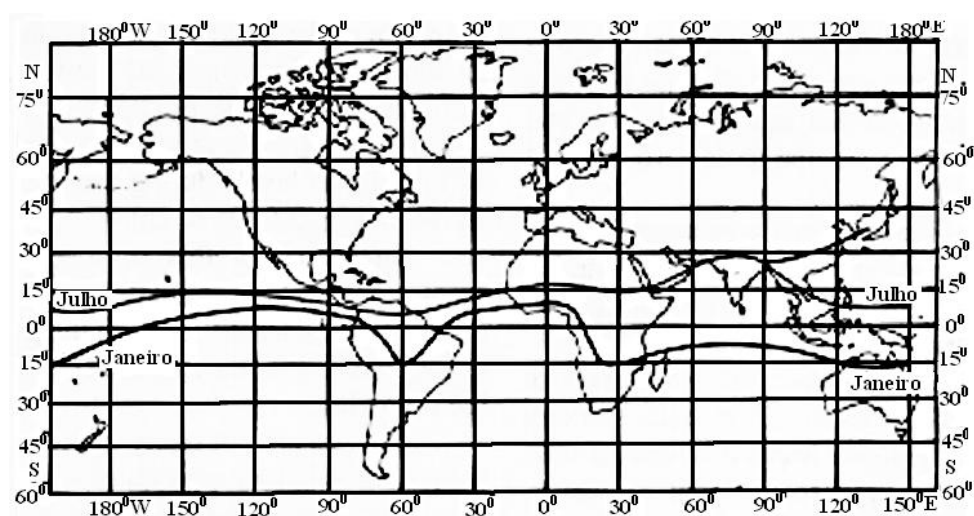 180⁰W 150⁰ 120⁰ 90⁰ 60⁰ 30⁰ 0⁰ 30⁰ 60⁰ 90⁰ 120⁰ 150⁰ 180⁰E
N N
75⁰ 75⁰
60⁰ 60⁰
45⁰ 45⁰
30⁰ 30⁰
15⁰ 15⁰
Julho Julho
0⁰ 0⁰
Janeiro
15⁰ 15⁰
Janeiro
30⁰ 30⁰
45⁰ 45⁰
S S
60⁰ 60⁰
180⁰W 150⁰ 120⁰ 90⁰ 60⁰ 30⁰ 0⁰ 30⁰ 60⁰ 90⁰ 120⁰ 150⁰E